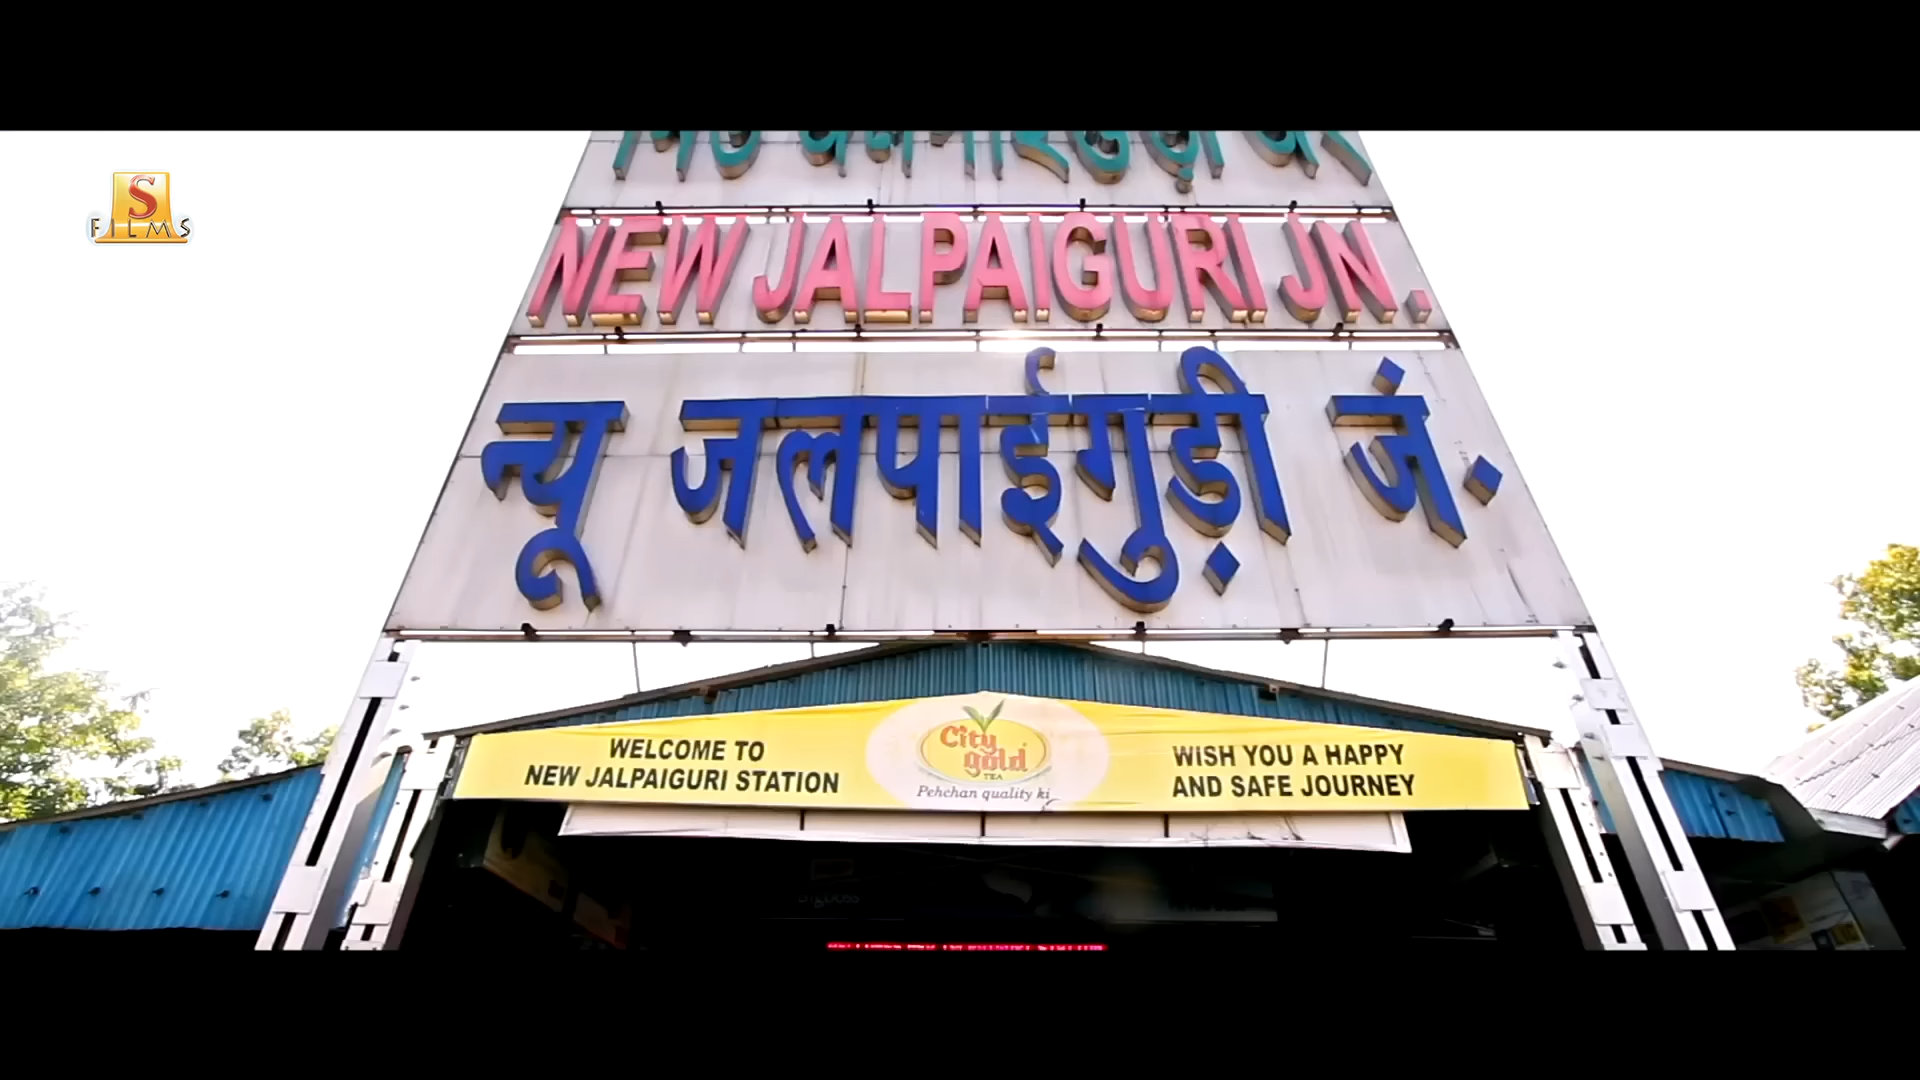 S
FILMS
NEW JALPAIGURI JN.
न्यू जलपाईगुड़ी जं.
WELCOME TO
NEW JALPAIGURI STATION
City
gold
TEA
Pehchan quality ki
WISH YOU A HAPPY
AND SAFE JOURNEY